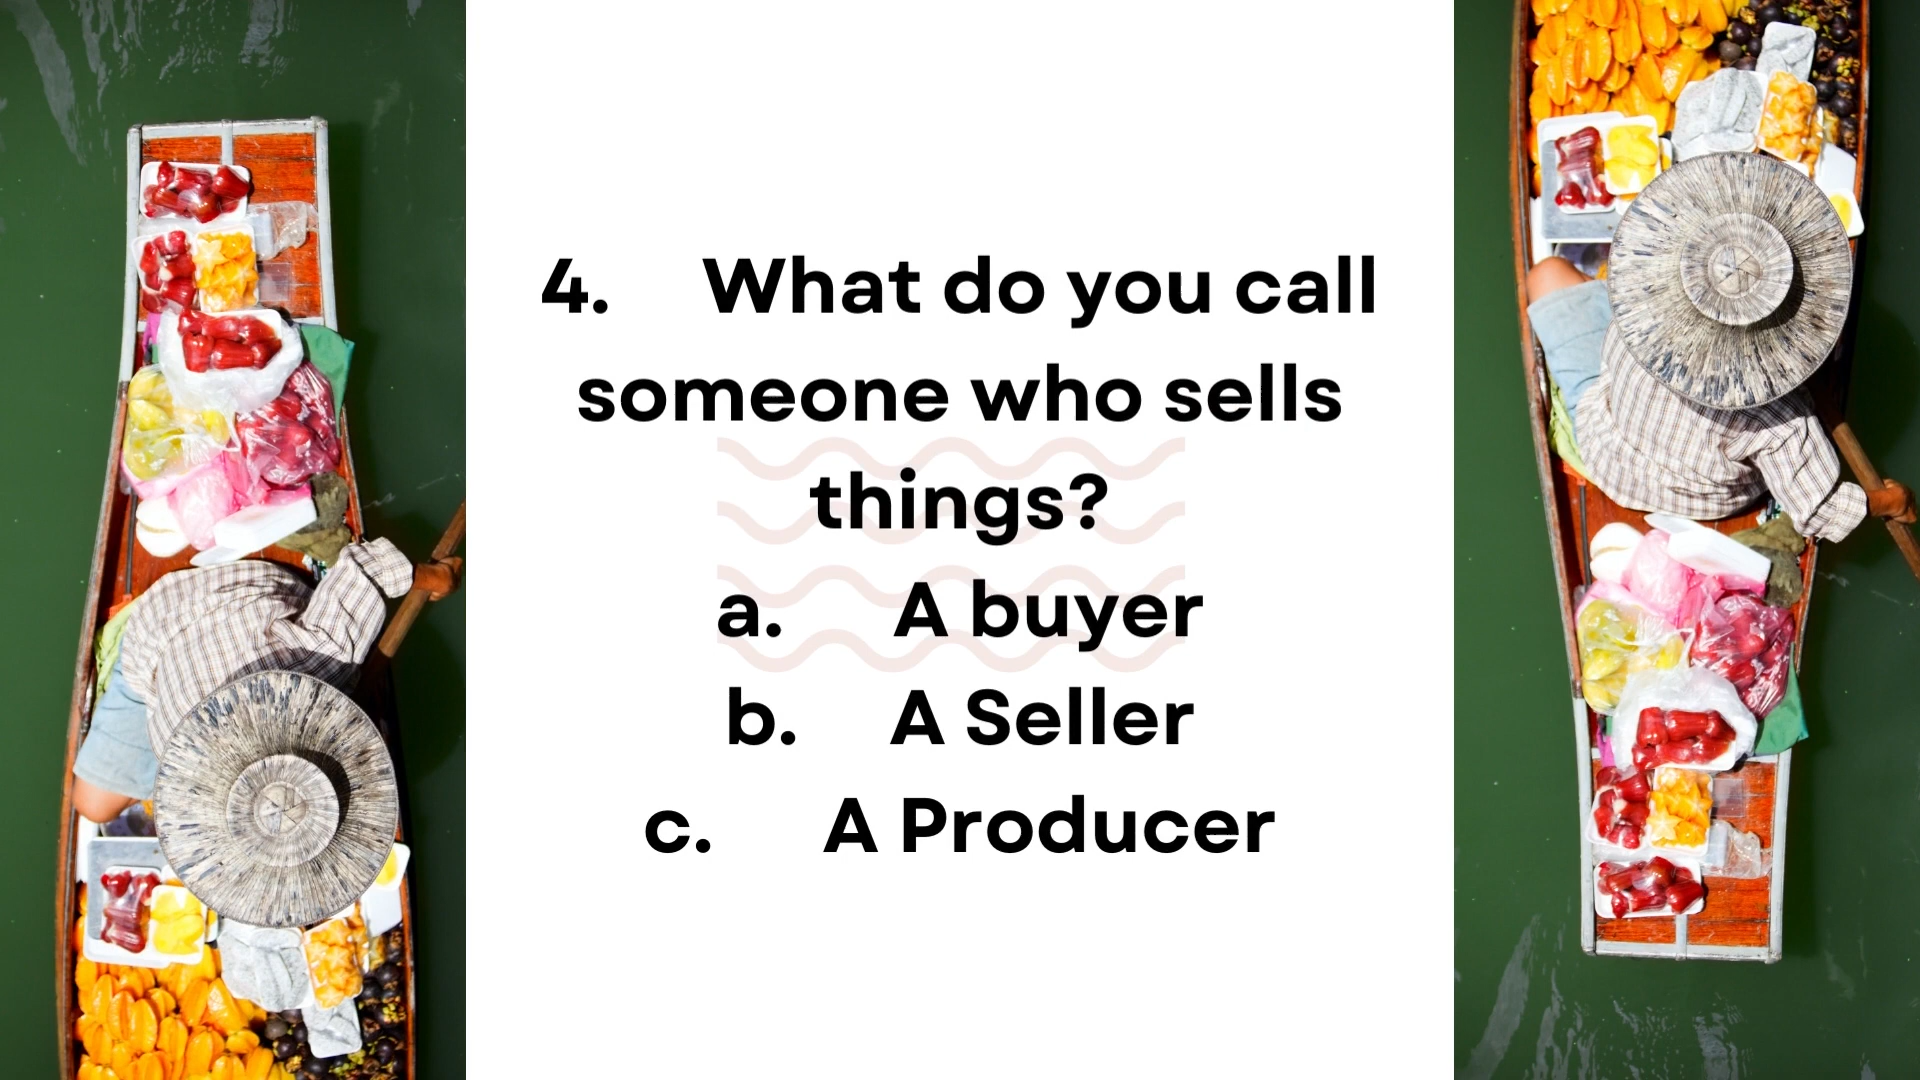 4. What do you call
someone who sells
things?
a. A buyer
b. A Seller
c. A Producer